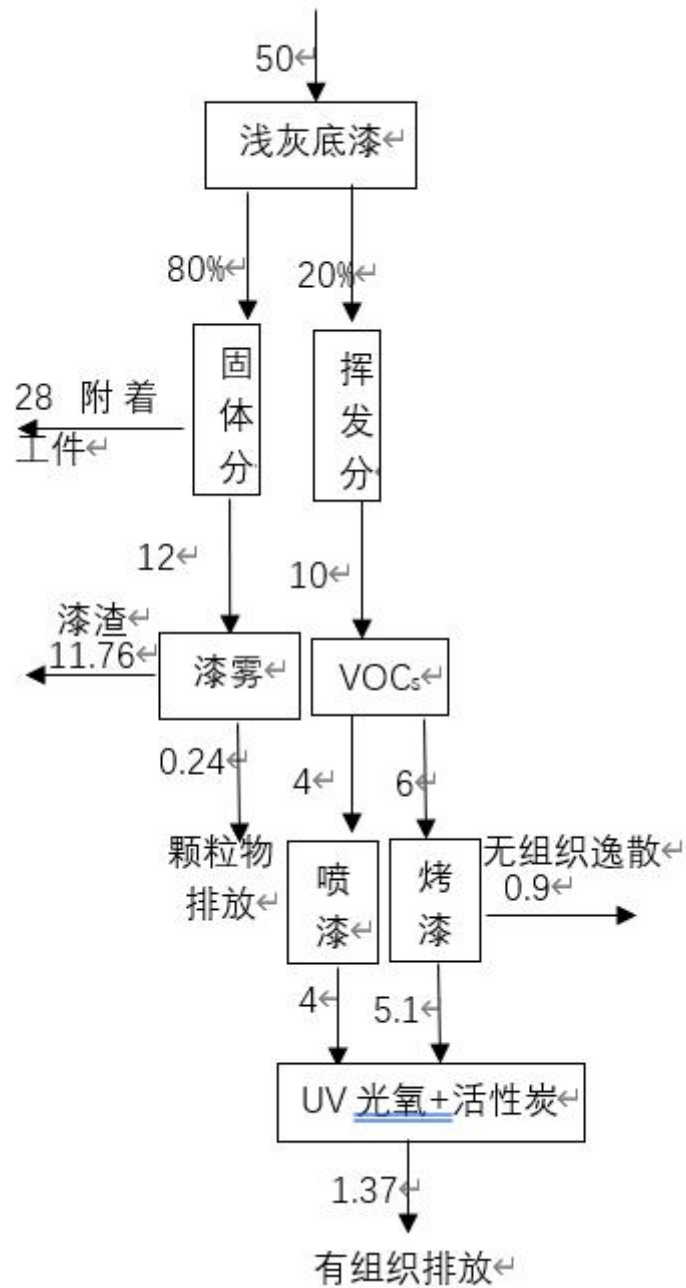 50
浅灰底漆
80%
20%
固
体
分
挥
发
分
28 附着
工件
12
10
漆渣
11.76
漆雾
VOCs
0.24
4
6
颗粒物
排放
喷
漆
烤
漆
无组织逸散
0.9
4
5.1
UV 光氧+活性炭
1.37
有组织排放